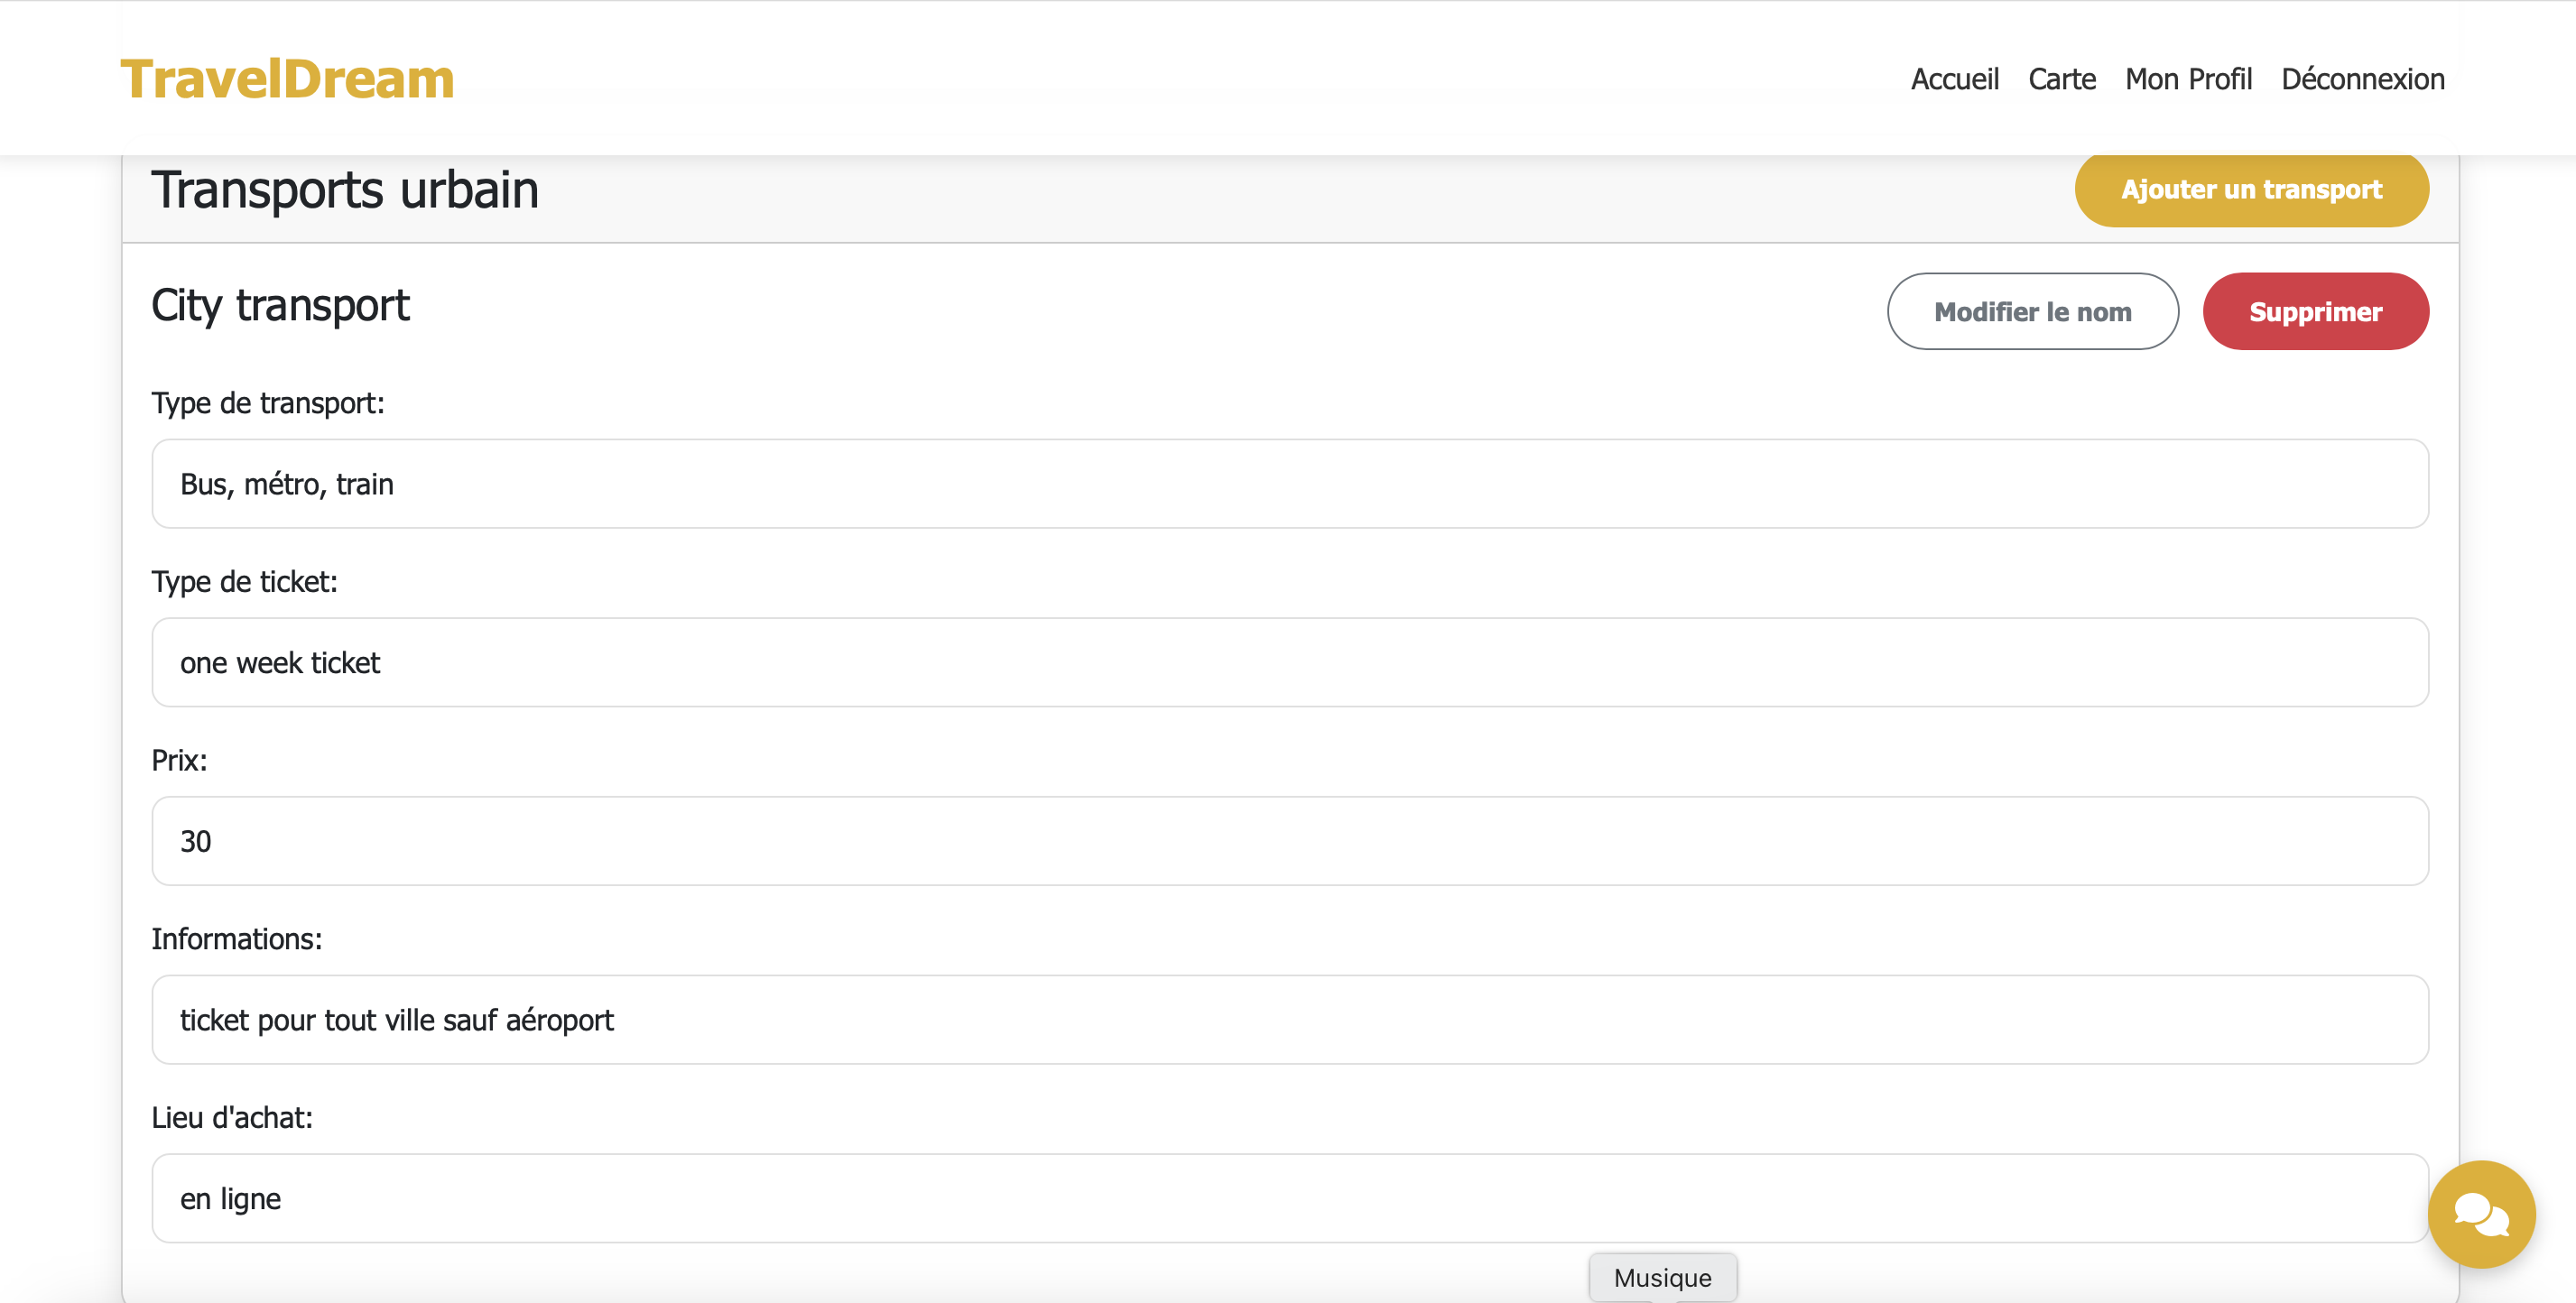 TravelDream
Accueil Carte Mon Profil Déconnexion
Transports urbain
Ajouter un transport
City transport
Modifier le nom
Supprimer
Type de transport:
Bus, métro, train
Type de ticket:
one week ticket
Prix:
30
Informations:
ticket pour tout ville sauf aéroport
Lieu d'achat:
en ligne
Musique